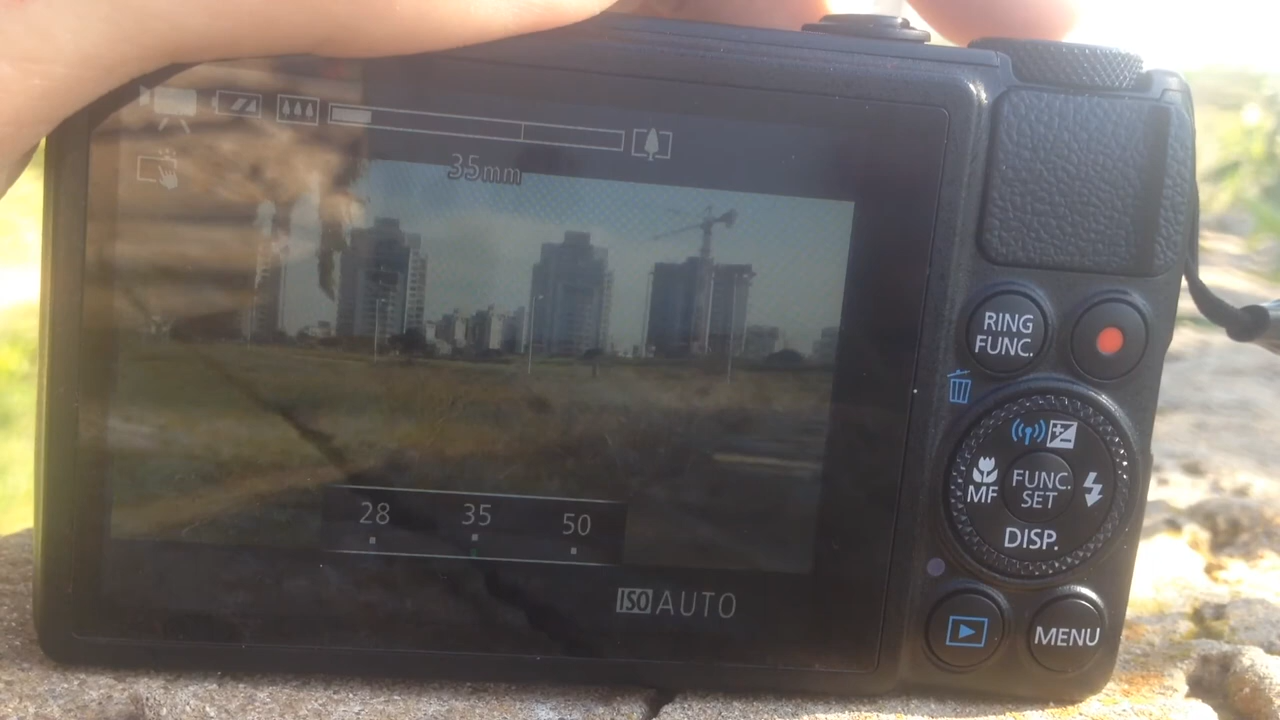 35mm
28 35 50
ISO AUTO
RING
FUNC.
MF
FUNC.
SET
DISP.
MENU